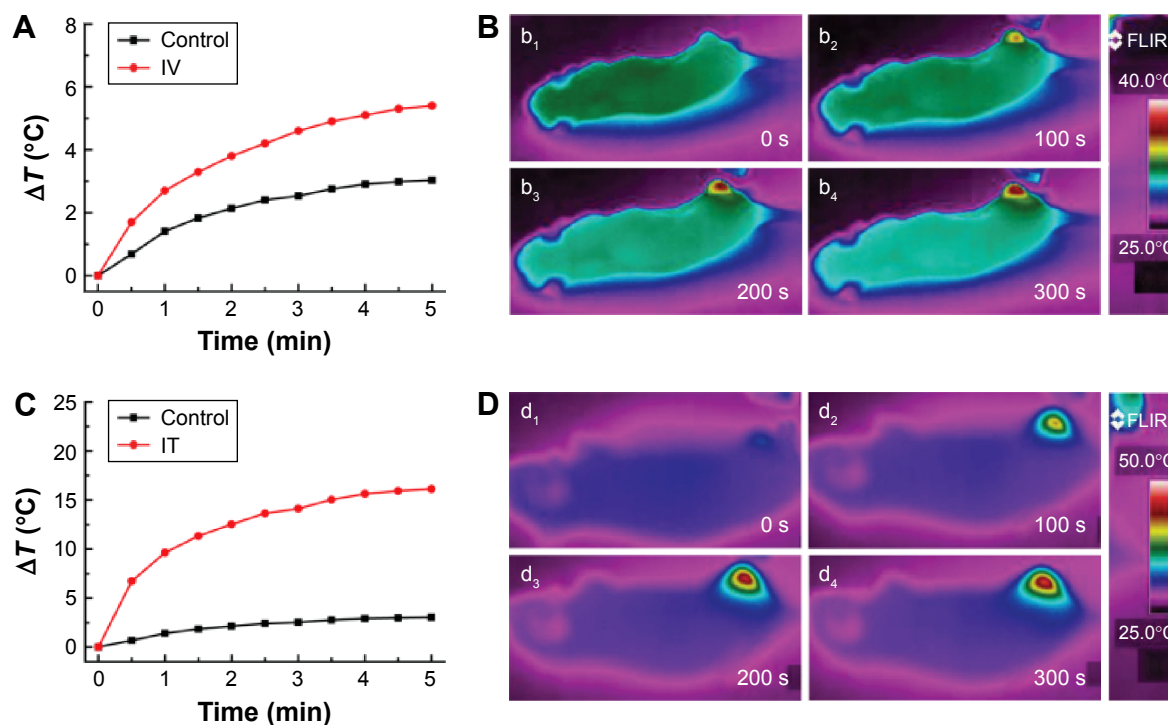 A
8
6
4
2
0
ΔT (°C)
Control
IV
0 1 2 3 4 5
Time (min)
B
b1
0 s
b2
100 s
b3
200 s
b4
300 s
FLIR
40.0°C
25.0°C
C
25
20
15
10
5
0
ΔT (°C)
Control
IT
0 1 2 3 4 5
Time (min)
D
d1
0 s
d2
100 s
d3
200 s
d4
300 s
FLIR
50.0°C
25.0°C